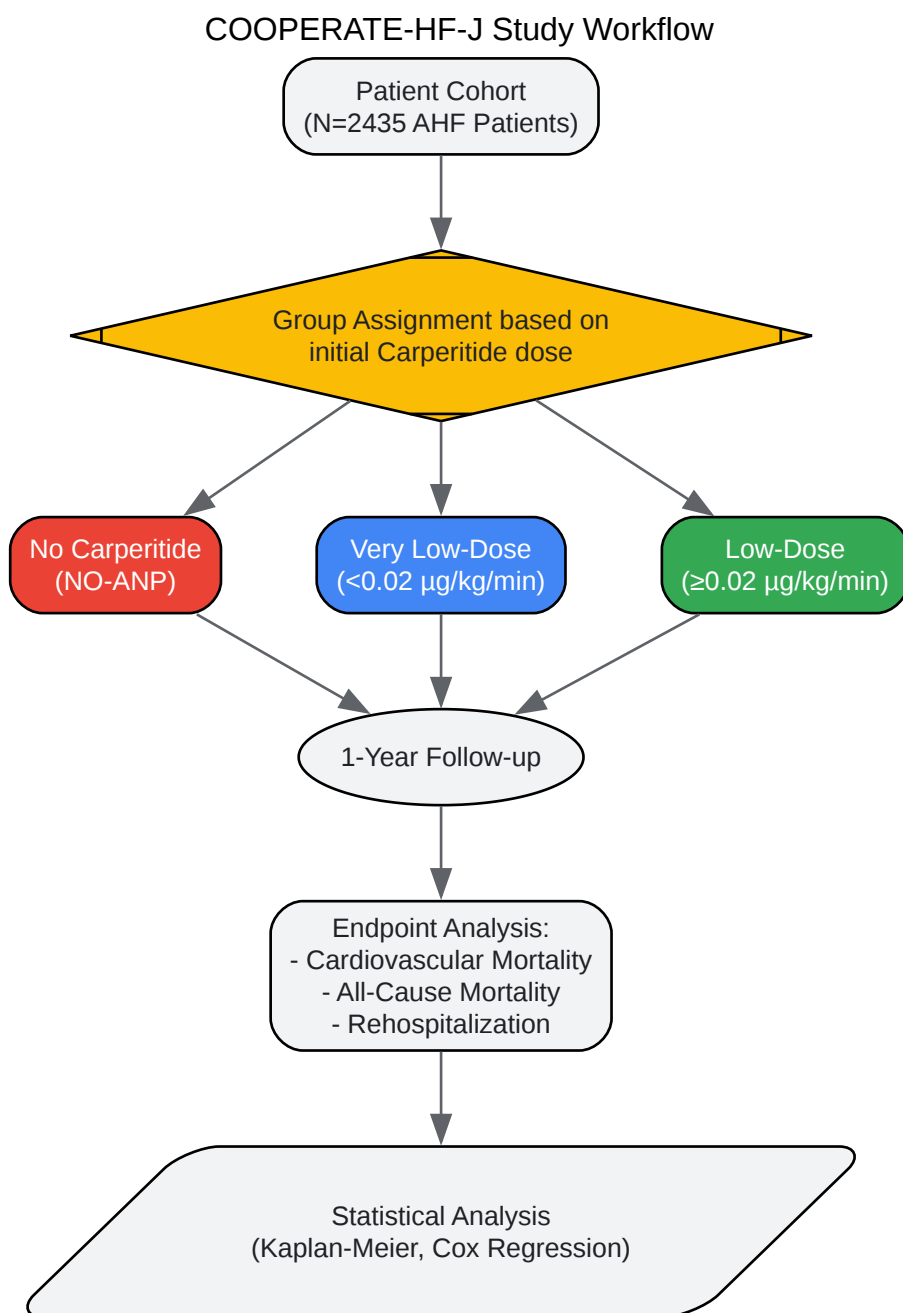 COOPERATE-HF-J Study Workflow
Patient Cohort
(N=2435 AHF Patients)
Group Assignment based on
initial Carperitide dose
No Carperitide
(NO-ANP)
Very Low-Dose
(<0.02 µg/kg/min)
Low-Dose
(≥0.02 µg/kg/min)
1-Year Follow-up
Endpoint Analysis:
- Cardiovascular Mortality
- All-Cause Mortality
- Rehospitalization
Statistical Analysis
(Kaplan-Meier, Cox Regression)